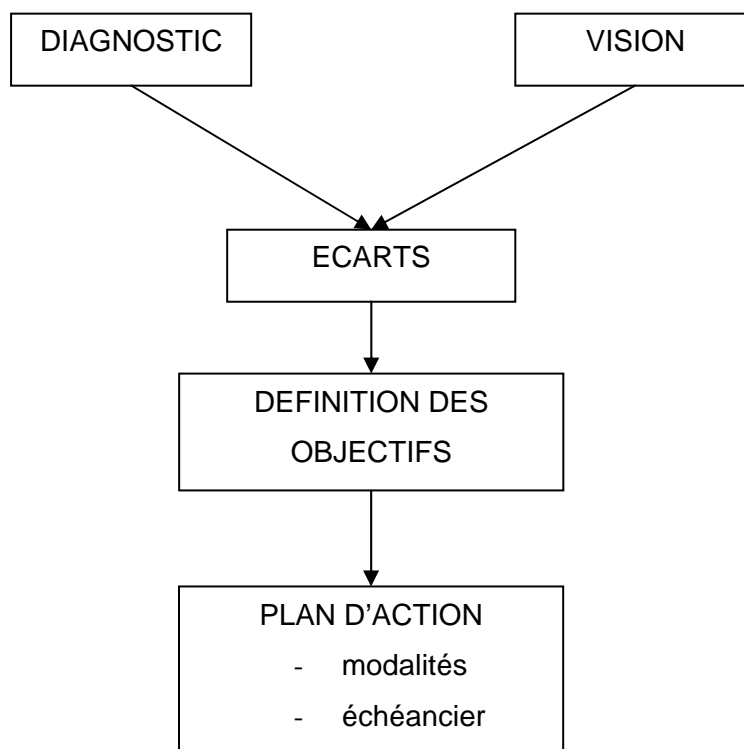 DIAGNOSTIC
VISION
ECARTS
DEFINITION DES
OBJECTIFS
PLAN D’ACTION
- modalités
- échéancier